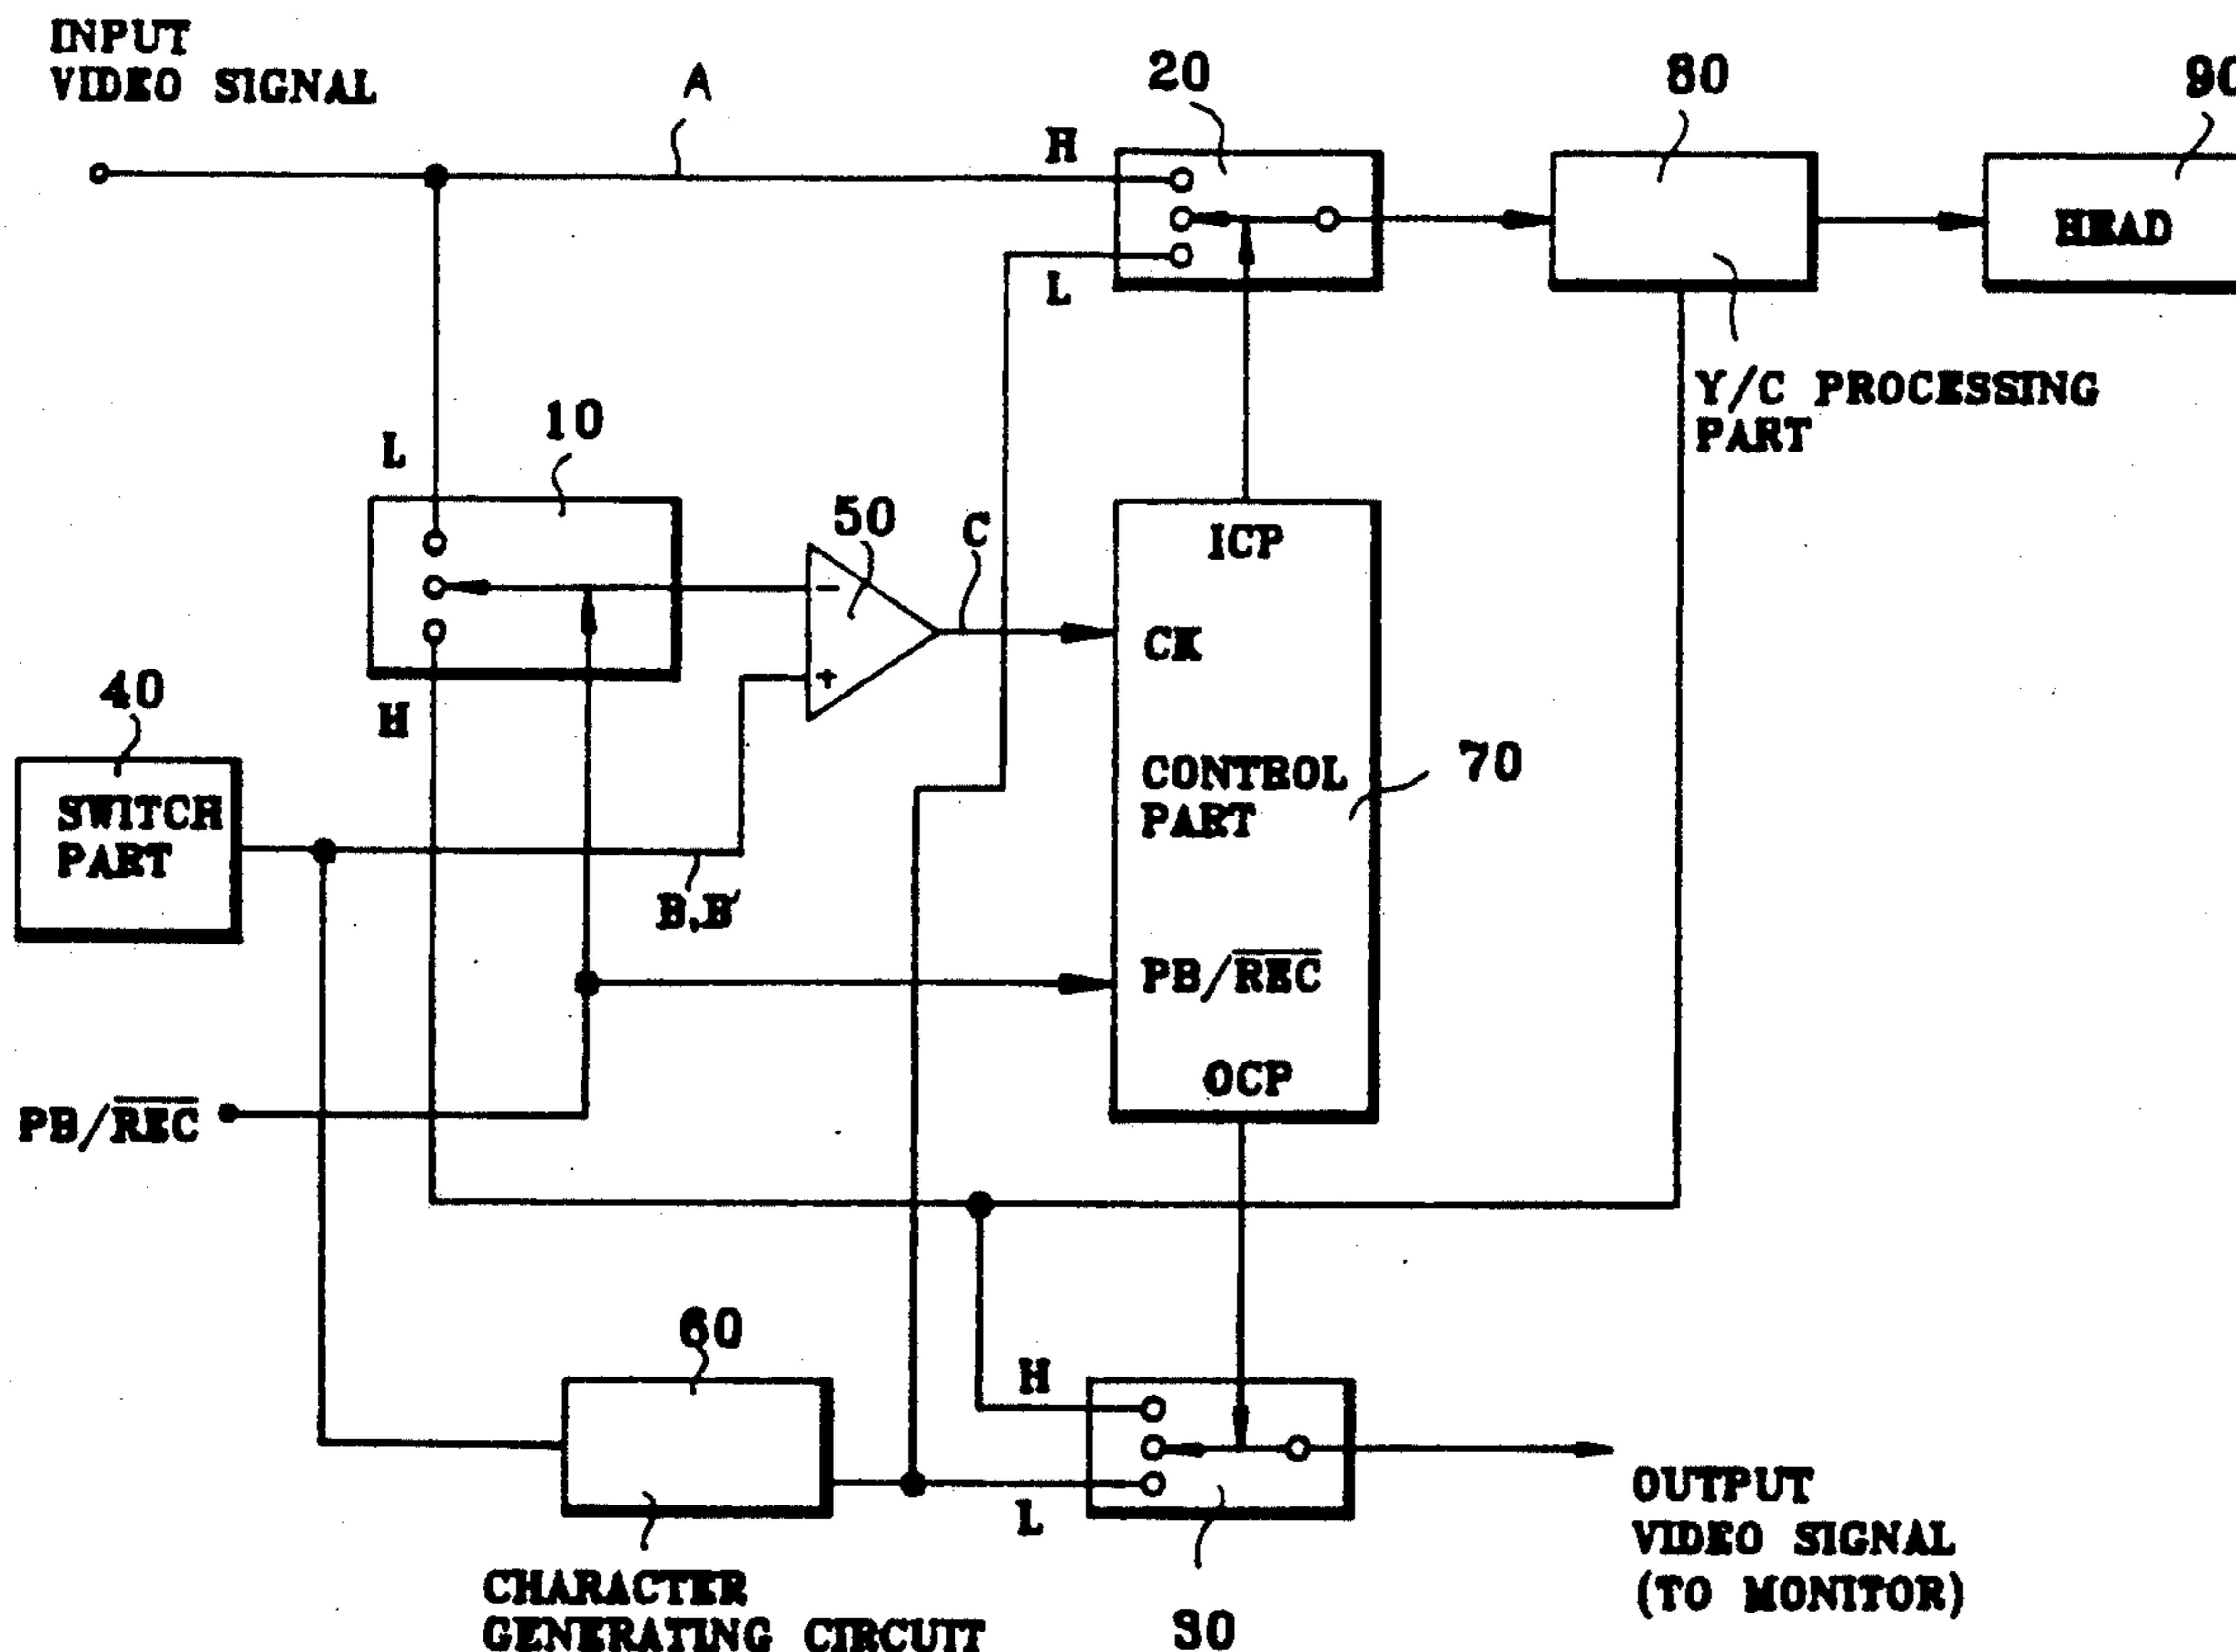 INPUT
VIDEO SIGNAL
A
20
80
90
H
L
HEAD
Y/C PROCESSING
PART
L
10
50
C
ICP
CK
H
40
SWITCH
PART
CONTROL
PART
70
B,B'
PB/REC
OCP
PB/REC
60
H
L
OUTPUT
VIDEO SIGNAL
(TO MONITOR)
CHARACTER
GENERATING CIRCUIT
30
-
+